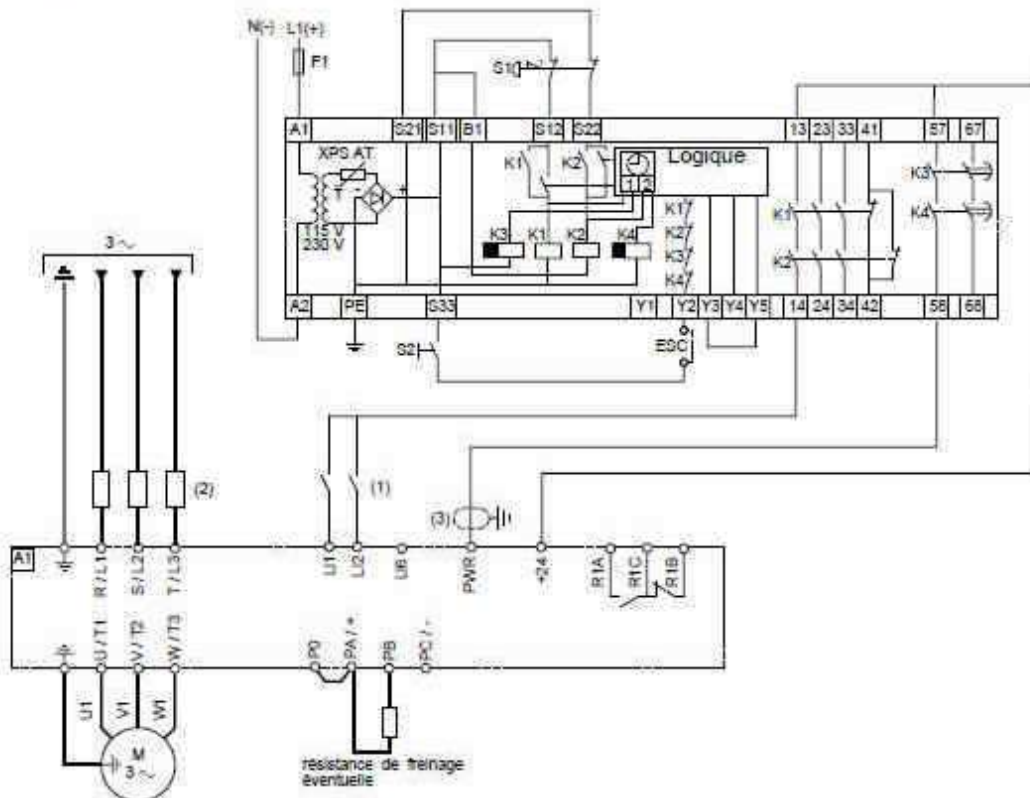 N(-) L1(+)
F1
S1
A1 S21 S11 B1 S12 S22 13 23 33 41 57 67
XPS AT
K1 K2 Logique
1 2
K3
T
+
K1
K1
K4
115 V
230 V
K3 K1 K2 K4
K2
K3
K2
K4
3 ~
A2 PE S33 Y1 Y2 Y3 Y4 Y5 14 24 34 42 58 68
S2
ESC
(2)
(1)
(3)
A1
R / L1
S / L2
T / L3
LI1
LI2
LI6
PWR
+24
R1A
R1C
R1B
U / T1
V / T2
W / T3
P0
PA / +
PB
PC / -
U1
V1
W1
M
3 ~
résistance de freinage
éventuelle